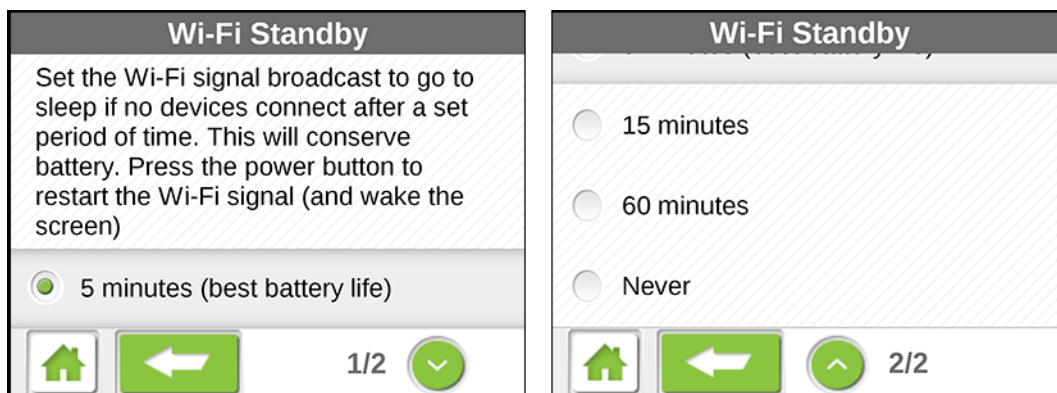 Wi-Fi Standby
Set the Wi-Fi signal broadcast to go to
sleep if no devices connect after a set
period of time. This will conserve
battery. Press the power button to
restart the Wi-Fi signal (and wake the
screen)
5 minutes (best battery life)
1/2
Wi-Fi Standby
15 minutes
60 minutes
Never
2/2